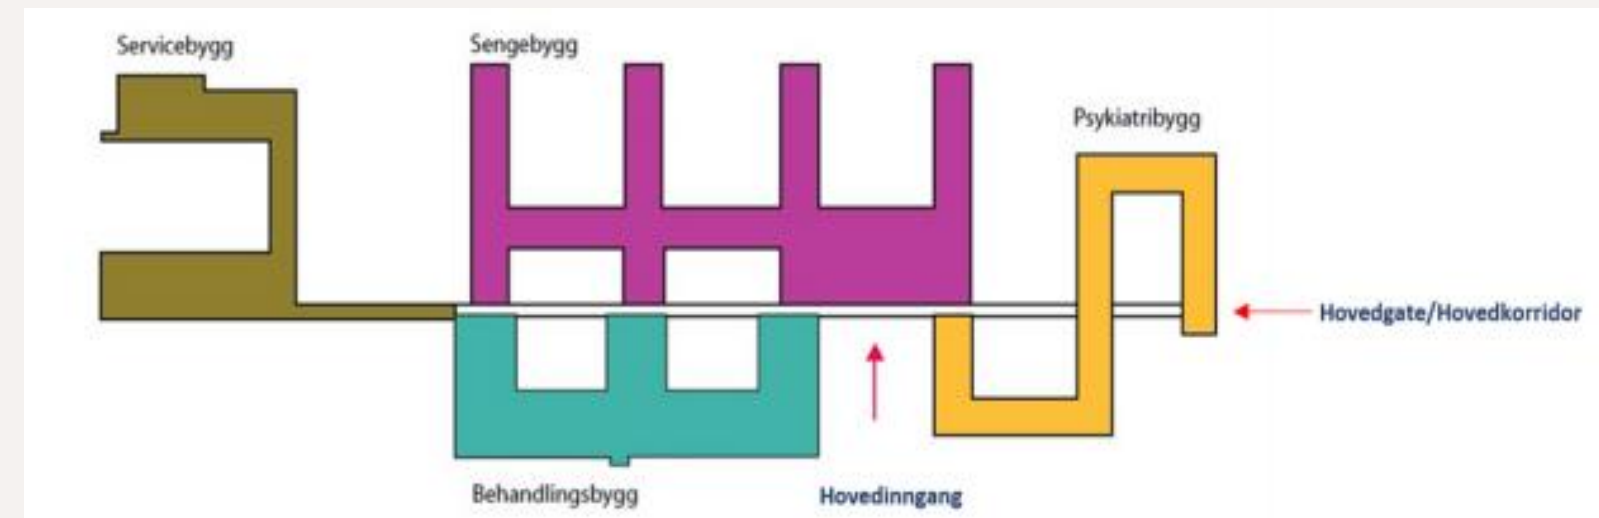 Servicebygg
Sengebygg
Psykiatribygg
Hovedgate/Hovedkorridor
Behandlingsbygg
Hovedinngang